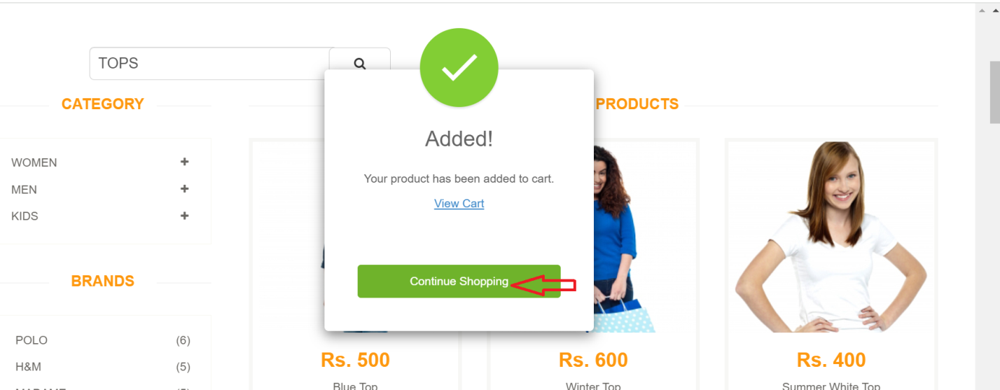 TOPS
CATEGORY
WOMEN
MEN
KIDS
BRANDS
POLO (6)
H&M (5)
PRODUCTS
Added!
Your product has been added to cart.
View Cart
Continue Shopping
Rs. 500
Blue Top
Rs. 600
Winter Top
Rs. 400
Summer White Top